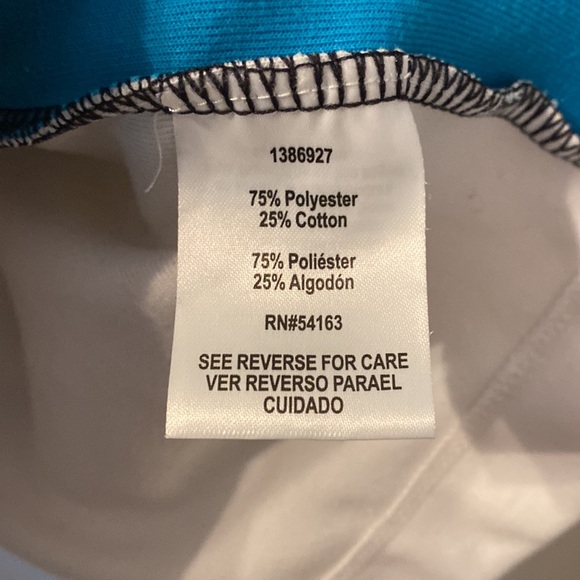 1386927
75% Polyester
25% Cotton
75% Poliéster
25% Algodón
RN#54163
SEE REVERSE FOR CARE
VER REVERSO PARAEL
CUIDADO